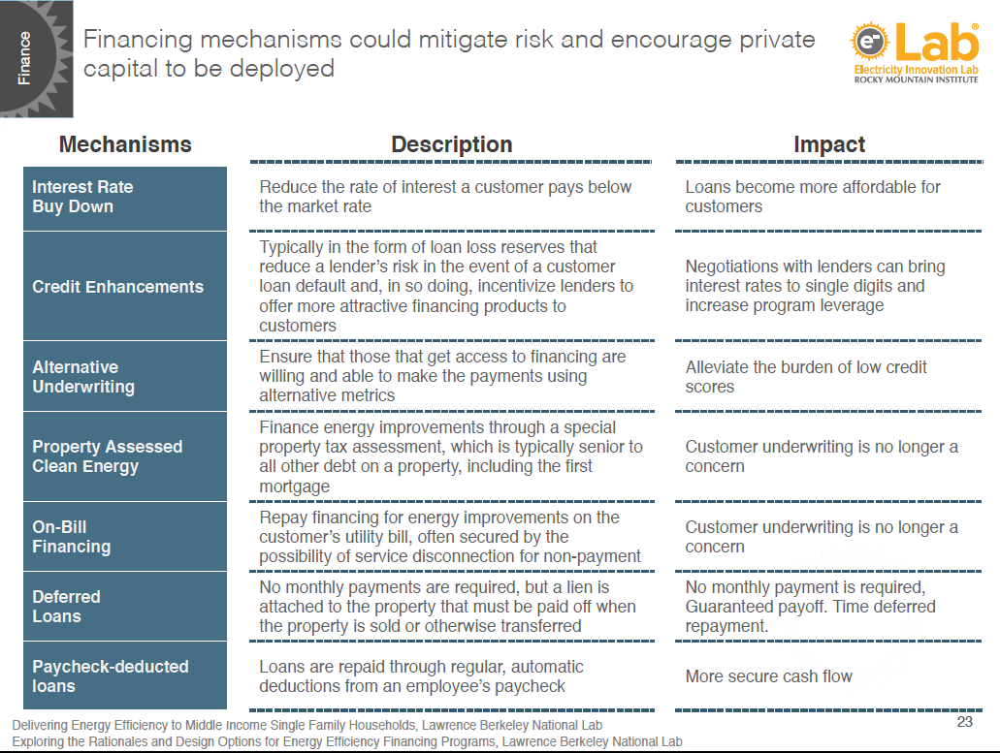 Finance
Financing mechanisms could mitigate risk and encourage private
capital to be deployed
e-
Lab®
Electricity Innovation Lab
ROCKY MOUNTAIN INSTITUTE
Mechanisms
Description
Impact
Interest Rate
Buy Down
Reduce the rate of interest a customer pays below
the market rate
Loans become more affordable for
customers
Credit Enhancements
Typically in the form of loan loss reserves that
reduce a lender’s risk in the event of a customer
loan default and, in so doing, incentivize lenders to
offer more attractive financing products to
customers
Negotiations with lenders can bring
interest rates to single digits and
increase program leverage
Alternative
Underwriting
Ensure that those that get access to financing are
willing and able to make the payments using
alternative metrics
Alleviate the burden of low credit
scores
Property Assessed
Clean Energy
Finance energy improvements through a special
property tax assessment, which is typically senior to
all other debt on a property, including the first
mortgage
Customer underwriting is no longer a
concern
On-Bill
Financing
Repay financing for energy improvements on the
customer’s utility bill, often secured by the
possibility of service disconnection for non-payment
Customer underwriting is no longer a
concern
Deferred
Loans
No monthly payments are required, but a lien is
attached to the property that must be paid off when
the property is sold or otherwise transferred
No monthly payment is required,
Guaranteed payoff. Time deferred
repayment.
Paycheck-deducted
loans
Loans are repaid through regular, automatic
deductions from an employee’s paycheck
More secure cash flow
Delivering Energy Efficiency to Middle Income Single Family Households, Lawrence Berkeley National Lab
Exploring the Rationales and Design Options for Energy Efficiency Financing Programs, Lawrence Berkeley National Lab
23